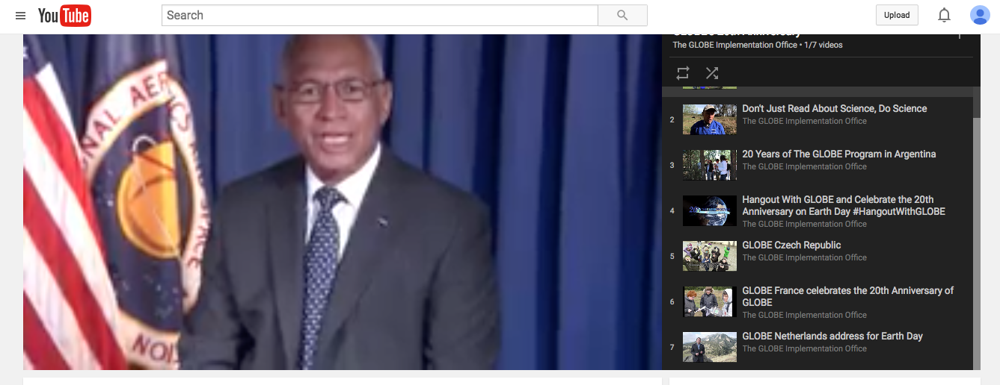 YouTube
Search
Upload
The GLOBE Implementation Office • 1/7 videos
2
Don't Just Read About Science, Do Science
The GLOBE Implementation Office
3
20 Years of The GLOBE Program in Argentina
The GLOBE Implementation Office
4
Hangout With GLOBE and Celebrate the 20th
Anniversary on Earth Day #HangoutWithGLOBE
The GLOBE Implementation Office
5
GLOBE Czech Republic
The GLOBE Implementation Office
6
GLOBE France celebrates the 20th Anniversary of
GLOBE
The GLOBE Implementation Office
7
GLOBE Netherlands address for Earth Day
The GLOBE Implementation Office